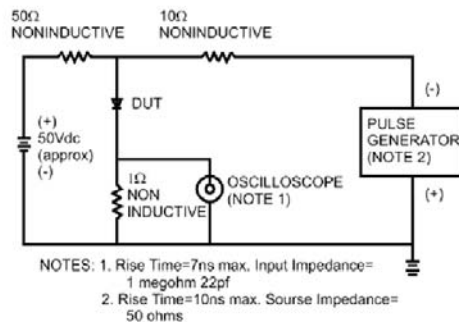 50Ω
NONINDUCTIVE
10Ω
NONINDUCTIVE
(+)
50Vdc
(approx)
(-)
DUT
1Ω
NON
INDUCTIVE
OSCILLOSCOPE
(NOTE 1)
(-)
PULSE
GENERATOR
(NOTE 2)
(+)
NOTES: 1. Rise Time=7ns max. Input Impedance=
1 megohm 22pf
2. Rise Time=10ns max. Sourse Impedance=
50 ohms